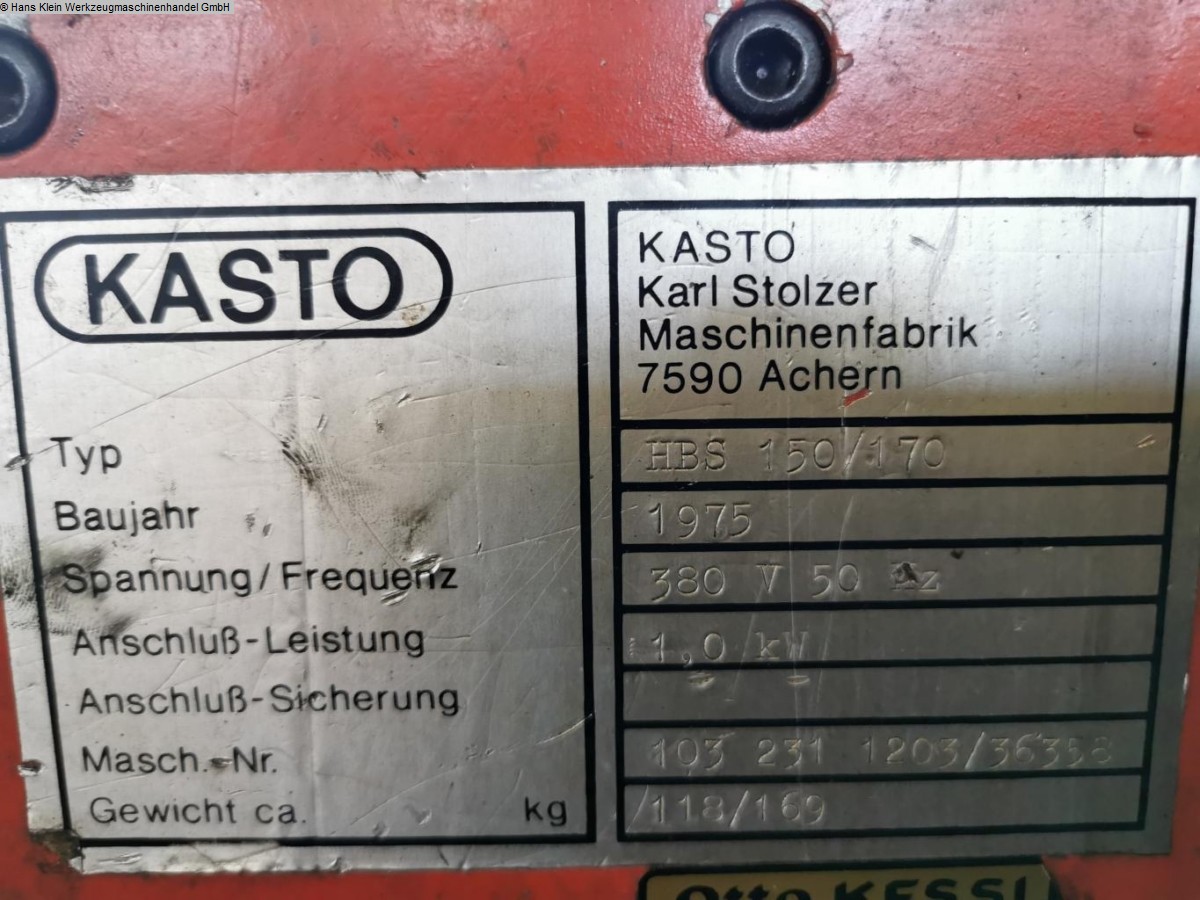 © Hans Klein Werkzeugmaschinenhandel GmbH
KASTO
KASTO
Karl Stolzer
Maschinenfabrik
7590 Achern
Typ HBS 150/170
Baujahr 1975
Spannung/Frequenz 380 V 50 Hz
Anschluß-Leistung 1,0 kW
Anschluß-Sicherung
Masch.-Nr. 103 231 1203/36358
Gewicht ca. kg /118/169
Otto KESSL